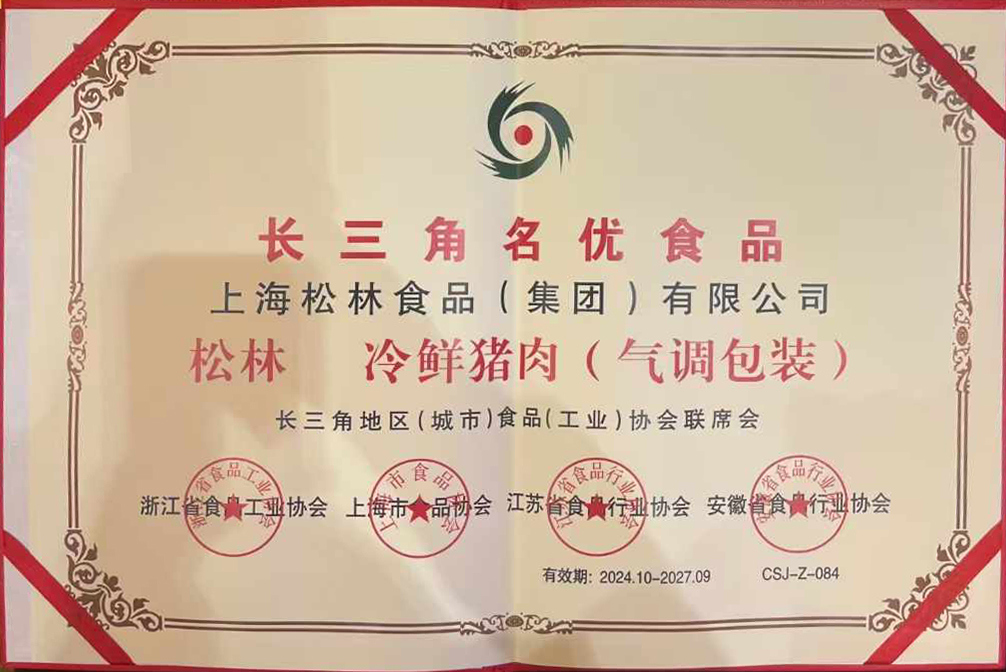 长三角名优食品
上海松林食品（集团）有限公司
松林 冷鲜猪肉（气调包装）
长三角地区(城市)食品(工业)协会联席会
浙江省食品工业协会 上海市食品协会 江苏省食品行业协会 安徽省食品行业协会
有效期：2024.10-2027.09 CSJ-Z-084